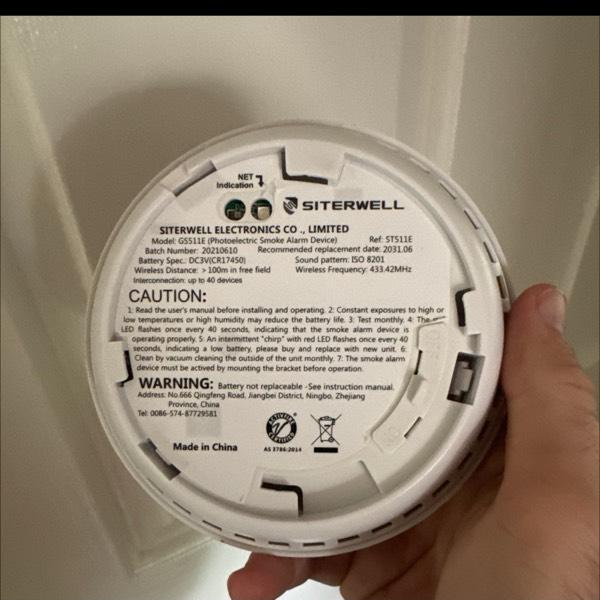 NET
Indication
SITERWELL
SITERWELL ELECTRONICS CO ., LIMITED
Model: GS511E (Photoelectric Smoke Alarm Device) Ref: ST511E
Batch Number: 20210610 Recommended replacement date: 2031.06
Battery Spec.: DC3V(CR17450) Sound pattern: ISO 8201
Wireless Distance: > 100m in free field Wireless Frequency: 433.42MHz
Interconnection: up to 40 devices
CAUTION:
1: Read the user's manual before installing and operating. 2: Constant exposures to high or
low temperatures or high humidity may reduce the battery life. 3: Test monthly. 4: The
LED flashes once every 40 seconds, indicating that the smoke alarm device is
operating properly. 5: An intermittent "chirp" with red LED flashes once every 40
seconds, indicating a low battery, please buy and replace with new unit. 6:
Clean by vacuum cleaning the outside of the unit monthly. 7: The smoke alarm
device must be actived by mounting the bracket before operation.
WARNING: Battery not replaceable -See instruction manual.
Address: No.666 Qingfeng Road, Jiangbei District, Ningbo, Zhejiang
Province, China
Tel: 0086-574-87729581
Made in China
AS 3786:2014